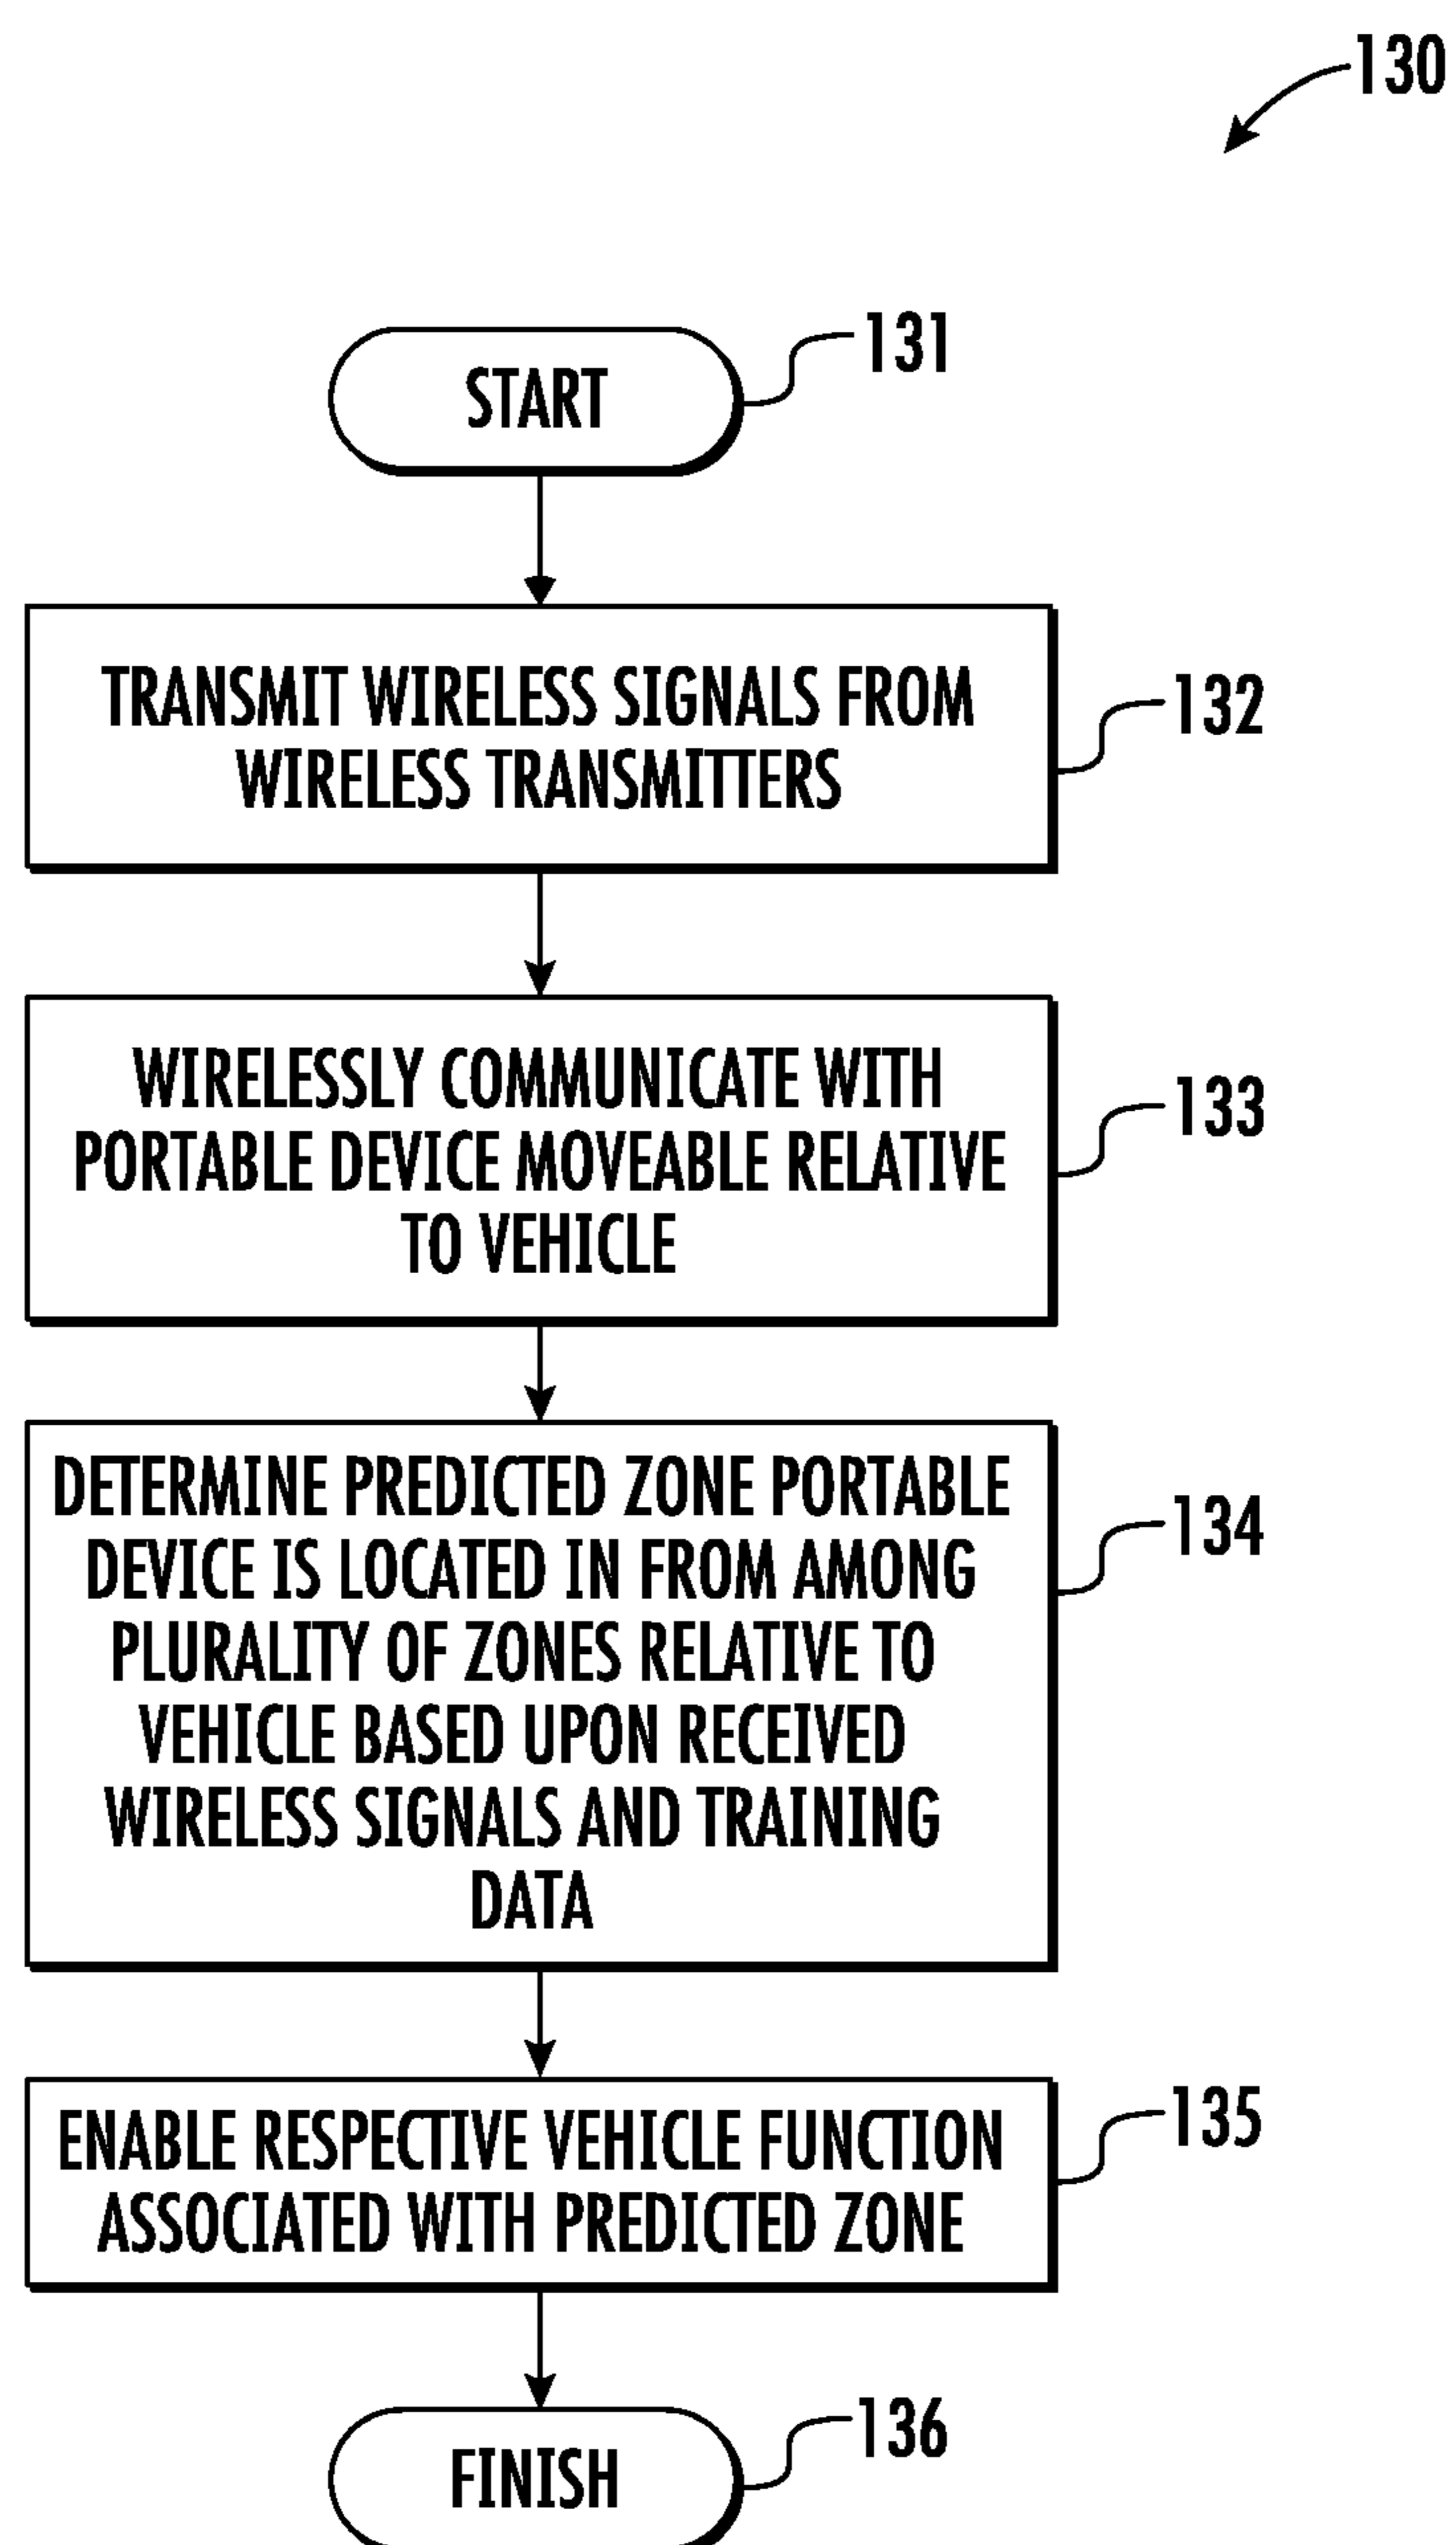 130
START
131
TRANSMIT WIRELESS SIGNALS FROM
WIRELESS TRANSMITTERS
132
WIRELESSLY COMMUNICATE WITH
PORTABLE DEVICE MOVEABLE RELATIVE
TO VEHICLE
133
DETERMINE PREDICTED ZONE PORTABLE
DEVICE IS LOCATED IN FROM AMONG
PLURALITY OF ZONES RELATIVE TO
VEHICLE BASED UPON RECEIVED
WIRELESS SIGNALS AND TRAINING
DATA
134
ENABLE RESPECTIVE VEHICLE FUNCTION
ASSOCIATED WITH PREDICTED ZONE
135
FINISH
136